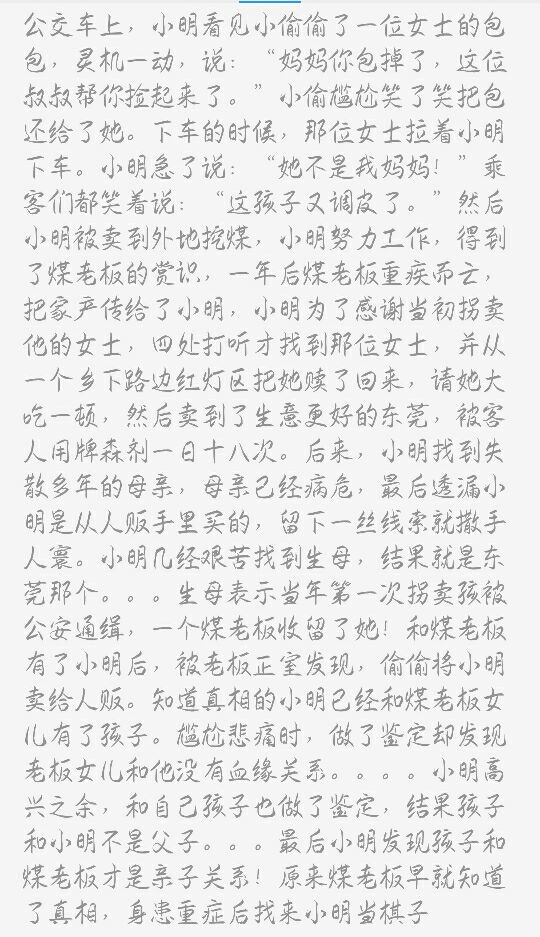 公交车上，小明看见小偷偷了一位女士的包
包，灵机一动，说：“妈妈你包掉了，这位
叔叔帮你捡起来了。”小偷尴尬笑了笑把包
还给了她。下车的时候，那位女士拉着小明
下车。小明急了说：“她不是我妈妈！”乘
客们都笑着说：“这孩子又调皮了。”然后
小明被卖到外地挖煤，小明努力工作，得到
了煤老板的赏识，一年后煤老板重疾而亡，
把家产传给了小明，小明为了感谢当初拐卖
他的女士，四处打听才找到那位女士，并从
一个乡下路边红灯区把她赎了回来，请她大
吃一顿，然后卖到了生意更好的东莞，被客
人用牌森剂一日十八次。后来，小明找到失
散多年的母亲，母亲已经病危，最后透漏小
明是从人贩手里买的，留下一丝线索就撒手
人寰。小明几经艰苦找到生母，结果就是东
莞那个。。。生母表示当年第一次拐卖孩被
公安通缉，一个煤老板收留了她！和煤老板
有了小明后，被老板正室发现，偷偷将小明
卖给人贩。知道真相的小明已经和煤老板女
儿有了孩子。尴尬悲痛时，做了鉴定却发现
老板女儿和他没有血缘关系。。。。小明高
兴之余，和自己孩子也做了鉴定，结果孩子
和小明不是父子。。。最后小明发现孩子和
煤老板才是亲子关系！原来煤老板早就知道
了真相，身患重症后找来小明当棋子